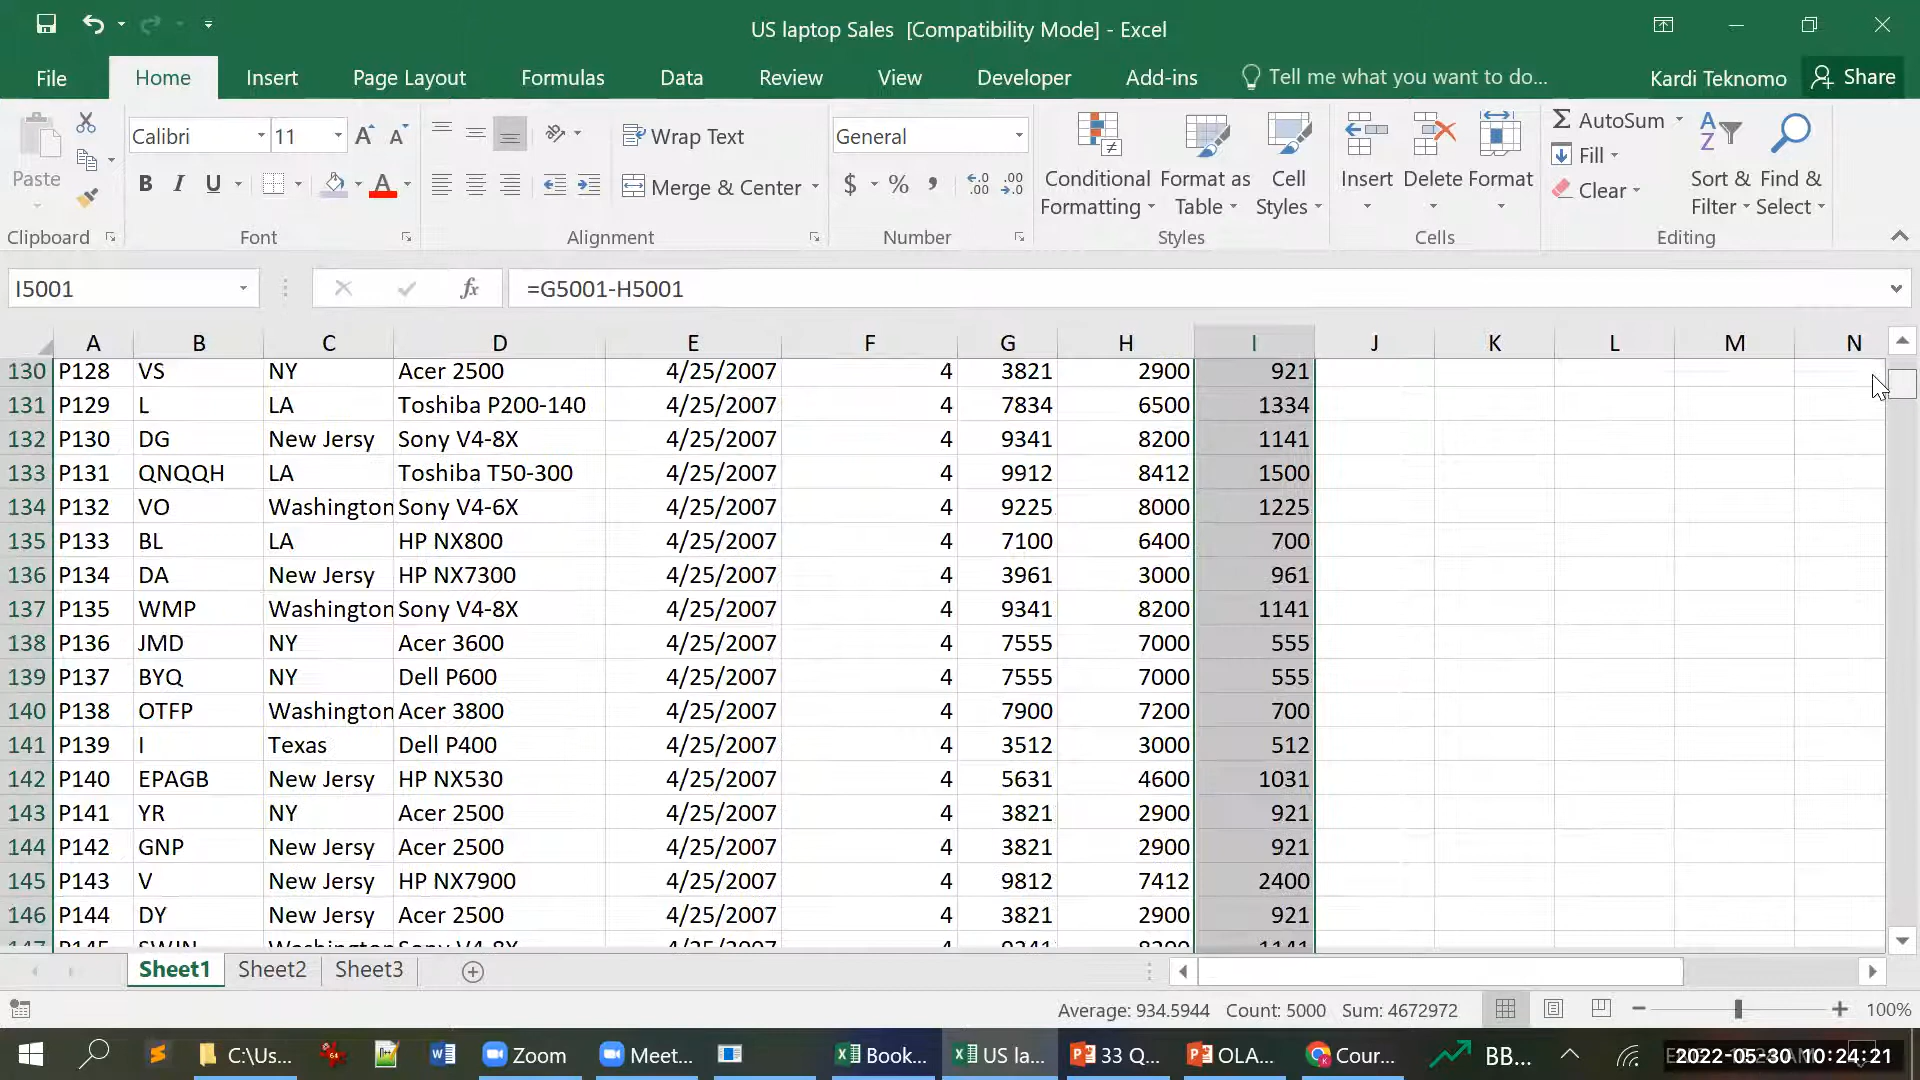 US laptop Sales [Compatibility Mode] - Excel
File Home Insert Page Layout Formulas Data Review View Developer Add-ins Tell me what you want to do... Kardi Teknomo Share
Calibri 11 Wrap Text General AutoSum
Paste Fill
B I U Merge & Center $ % , Conditional Formatting Format as Table Cell Styles Insert Delete Format Clear Sort & Filter Find & Select
Clipboard Font Alignment Number Styles Cells Editing
I5001 fx =G5001-H5001
A B C D E F G H I J K L M N
130 P128 VS NY Acer 2500 4/25/2007 4 3821 2900 921
131 P129 L LA Toshiba P200-140 4/25/2007 4 7834 6500 1334
132 P130 DG New Jersy Sony V4-8X 4/25/2007 4 9341 8200 1141
133 P131 QNQQH LA Toshiba T50-300 4/25/2007 4 9912 8412 1500
134 P132 VO Washington Sony V4-6X 4/25/2007 4 9225 8000 1225
135 P133 BL LA HP NX800 4/25/2007 4 7100 6400 700
136 P134 DA New Jersy HP NX7300 4/25/2007 4 3961 3000 961
137 P135 WMP Washington Sony V4-8X 4/25/2007 4 9341 8200 1141
138 P136 JMD NY Acer 3600 4/25/2007 4 7555 7000 555
139 P137 BYQ NY Dell P600 4/25/2007 4 7555 7000 555
140 P138 OTFP Washington Acer 3800 4/25/2007 4 7900 7200 700
141 P139 I Texas Dell P400 4/25/2007 4 3512 3000 512
142 P140 EPAGB New Jersy HP NX530 4/25/2007 4 5631 4600 1031
143 P141 YR NY Acer 2500 4/25/2007 4 3821 2900 921
144 P142 GNP New Jersy Acer 2500 4/25/2007 4 3821 2900 921
145 P143 V New Jersy HP NX7900 4/25/2007 4 9812 7412 2400
146 P144 DY New Jersy Acer 2500 4/25/2007 4 3821 2900 921
Sheet1 Sheet2 Sheet3
Average: 934.5944 Count: 5000 Sum: 4672972 100%
C:\Us... Zoom Meet... Book... US la... 33 Q... OLA... Cour... BB... 2022-05-30 10:24:21